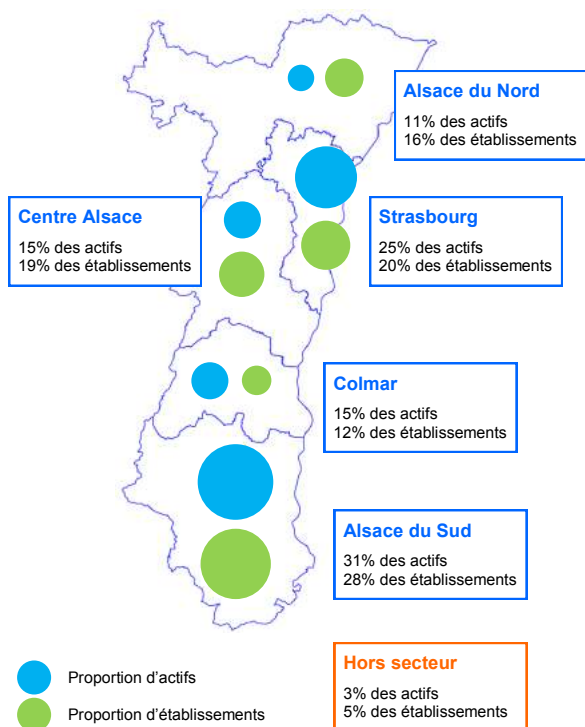 Alsace du Nord
11% des actifs
16% des établissements
Centre Alsace
15% des actifs
19% des établissements
Strasbourg
25% des actifs
20% des établissements
Colmar
15% des actifs
12% des établissements
Alsace du Sud
31% des actifs
28% des établissements
Hors secteur
3% des actifs
5% des établissements
Proportion d'actifs
Proportion d'établissements